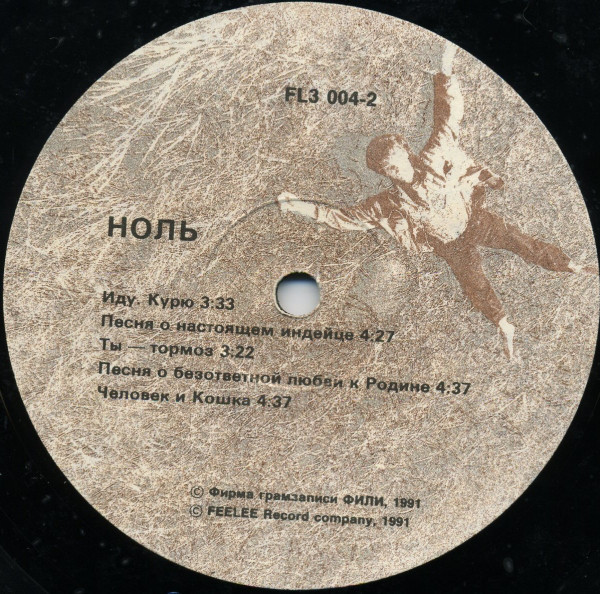 FL3 004-2
НОЛЬ
Иду. Курю 3:33
Песня о настоящем индейце 4:27
Ты — тормоз 3:22
Песня о безответной любви к Родине 4:37
Человек и Кошка 4:37
© Фирма грамзаписи ФИЛИ, 1991
© FEELEE Record company, 1991